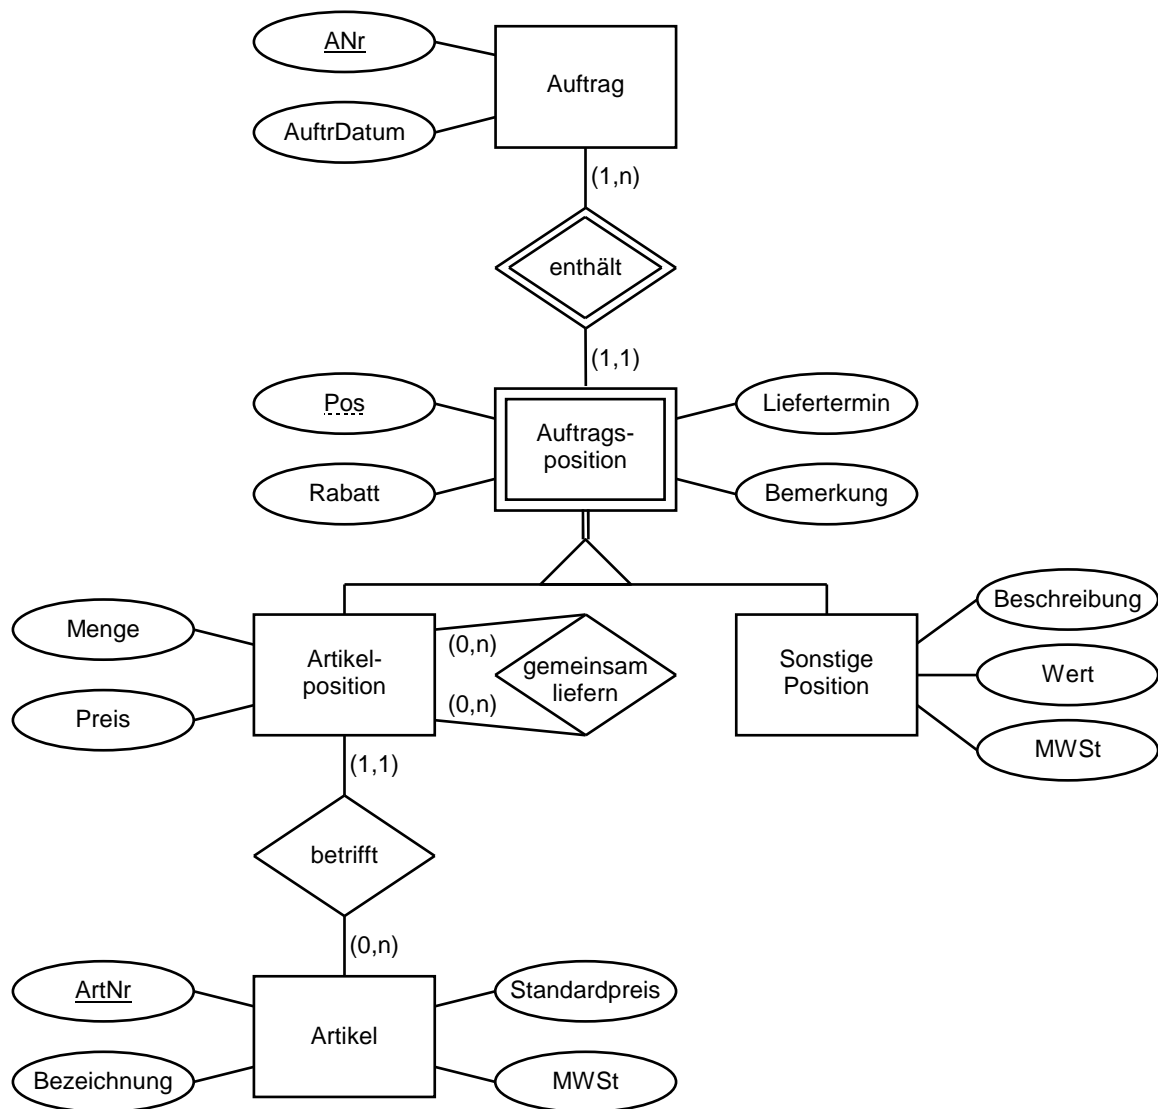 ANr
Auftrag
AuftrDatum
(1,n)
enthält
(1,1)
Pos
Liefertermin
Auftrags-
position
Rabatt
Bemerkung
Menge
Artikel-
position
(0,n)
gemeinsam
liefern
(0,n)
Preis
Sonstige
Position
Beschreibung
Wert
MWSt
(1,1)
betrifft
(0,n)
ArtNr
Standardpreis
Artikel
Bezeichnung
MWSt